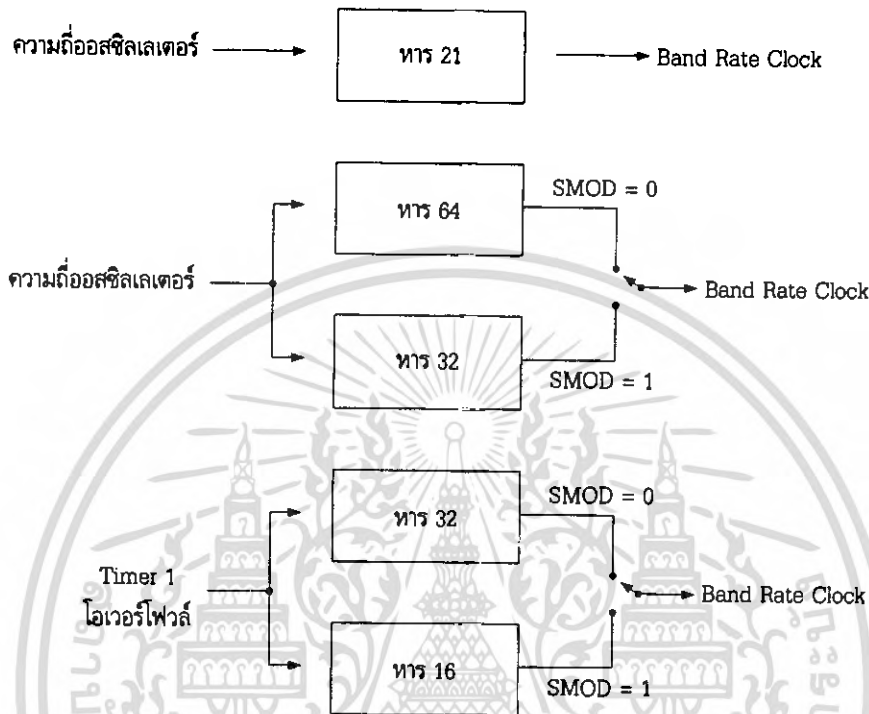 ความถี่ออสซิลเลเตอร์
หาร 21
Band Rate Clock
หาร 64
SMOD = 0
ความถี่ออสซิลเลเตอร์
Band Rate Clock
หาร 32
SMOD = 1
หาร 32
SMOD = 0
Timer 1
โอเวอร์โฟวล์
Band Rate Clock
หาร 16
SMOD = 1